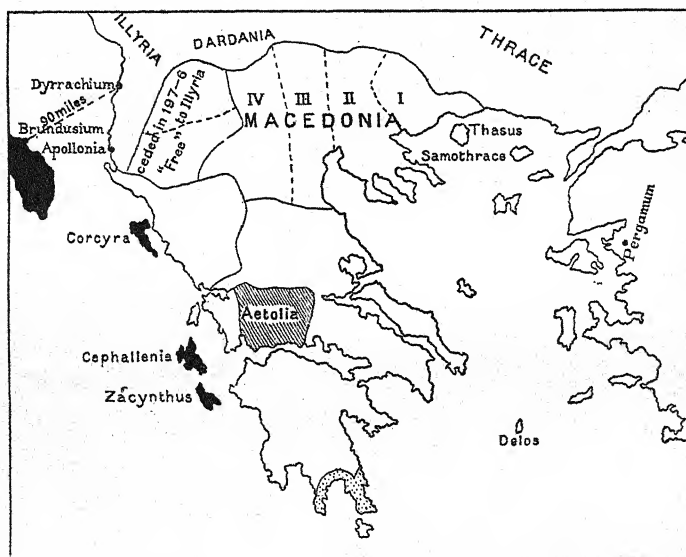 ILLYRIA
DARDANIA
THRACE
Dyrrachium
90 miles
Brundusium
Apollonia
ceded in 197-6
"Free" to Illyria
IV
III
II
I
MACEDONIA
Thasus
Samothrace
Pergamum
Corcyra
Aetolia
Cephallenia
Zacynthus
Delos